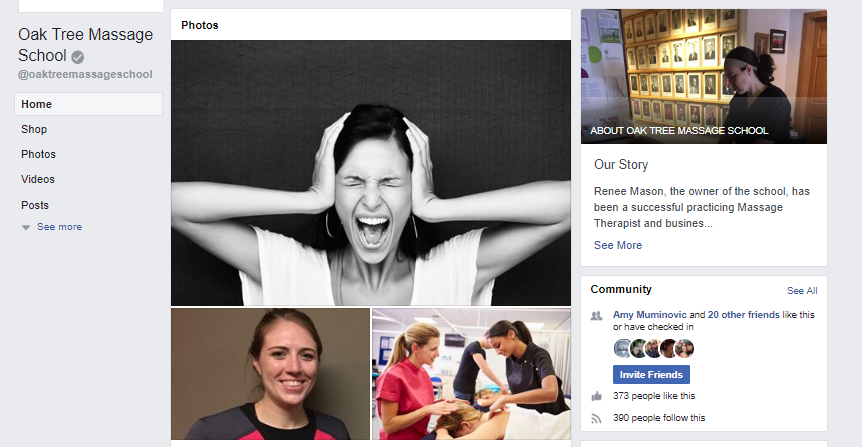 Oak Tree Massage
School
@oaktreemassageschool
Home
Shop
Photos
Videos
Posts
See more
Photos
ABOUT OAK TREE MASSAGE SCHOOL
Our Story
Renee Mason, the owner of the school, has
been a successful practicing Massage
Therapist and busines...
See More
Community
See All
Amy Muminovic and 20 other friends like this
or have checked in
Invite Friends
373 people like this
390 people follow this